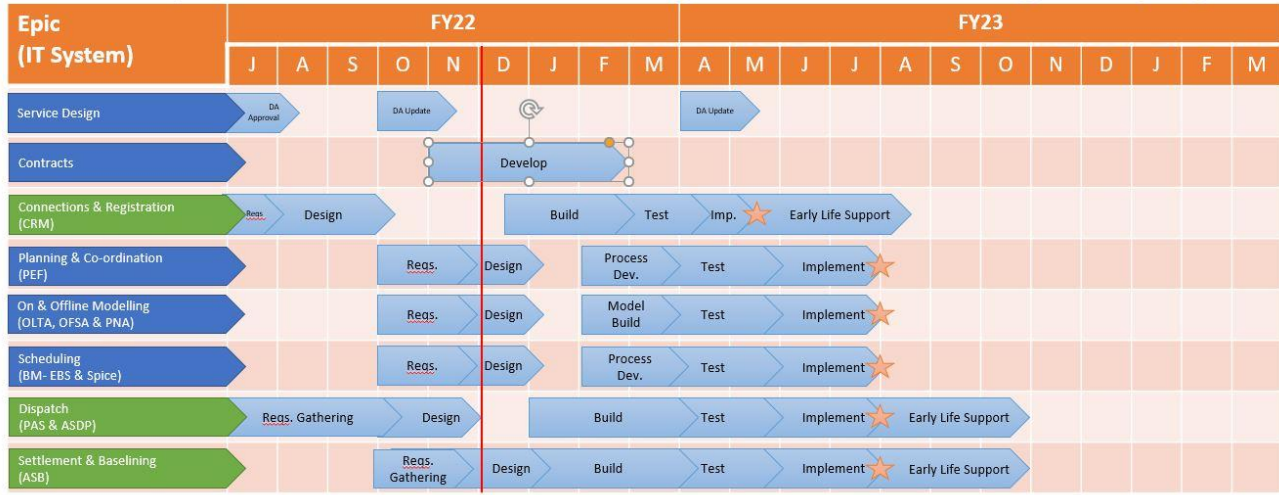 Epic
(IT System)
FY22
FY23
J A S O N D J F M A M J J A S O N D J F M
Service Design
DA
Approval
DA Update
DA Update
Contracts
Develop
Connections & Registration
(CRM)
Reqs
Design
Build
Test
Imp.
Early Life Support
Planning & Co-ordination
(PEF)
Reqs.
Design
Process
Dev.
Test
Implement
On & Offline Modelling
(OLTA, OFSA & PNA)
Reqs.
Design
Model
Build
Test
Implement
Scheduling
(BM- EBS & Spice)
Reqs.
Design
Process
Dev.
Test
Implement
Dispatch
(PAS & ASDP)
Reqs. Gathering
Design
Build
Test
Implement
Early Life Support
Settlement & Baselining
(ASB)
Reqs.
Gathering
Design
Build
Test
Implement
Early Life Support